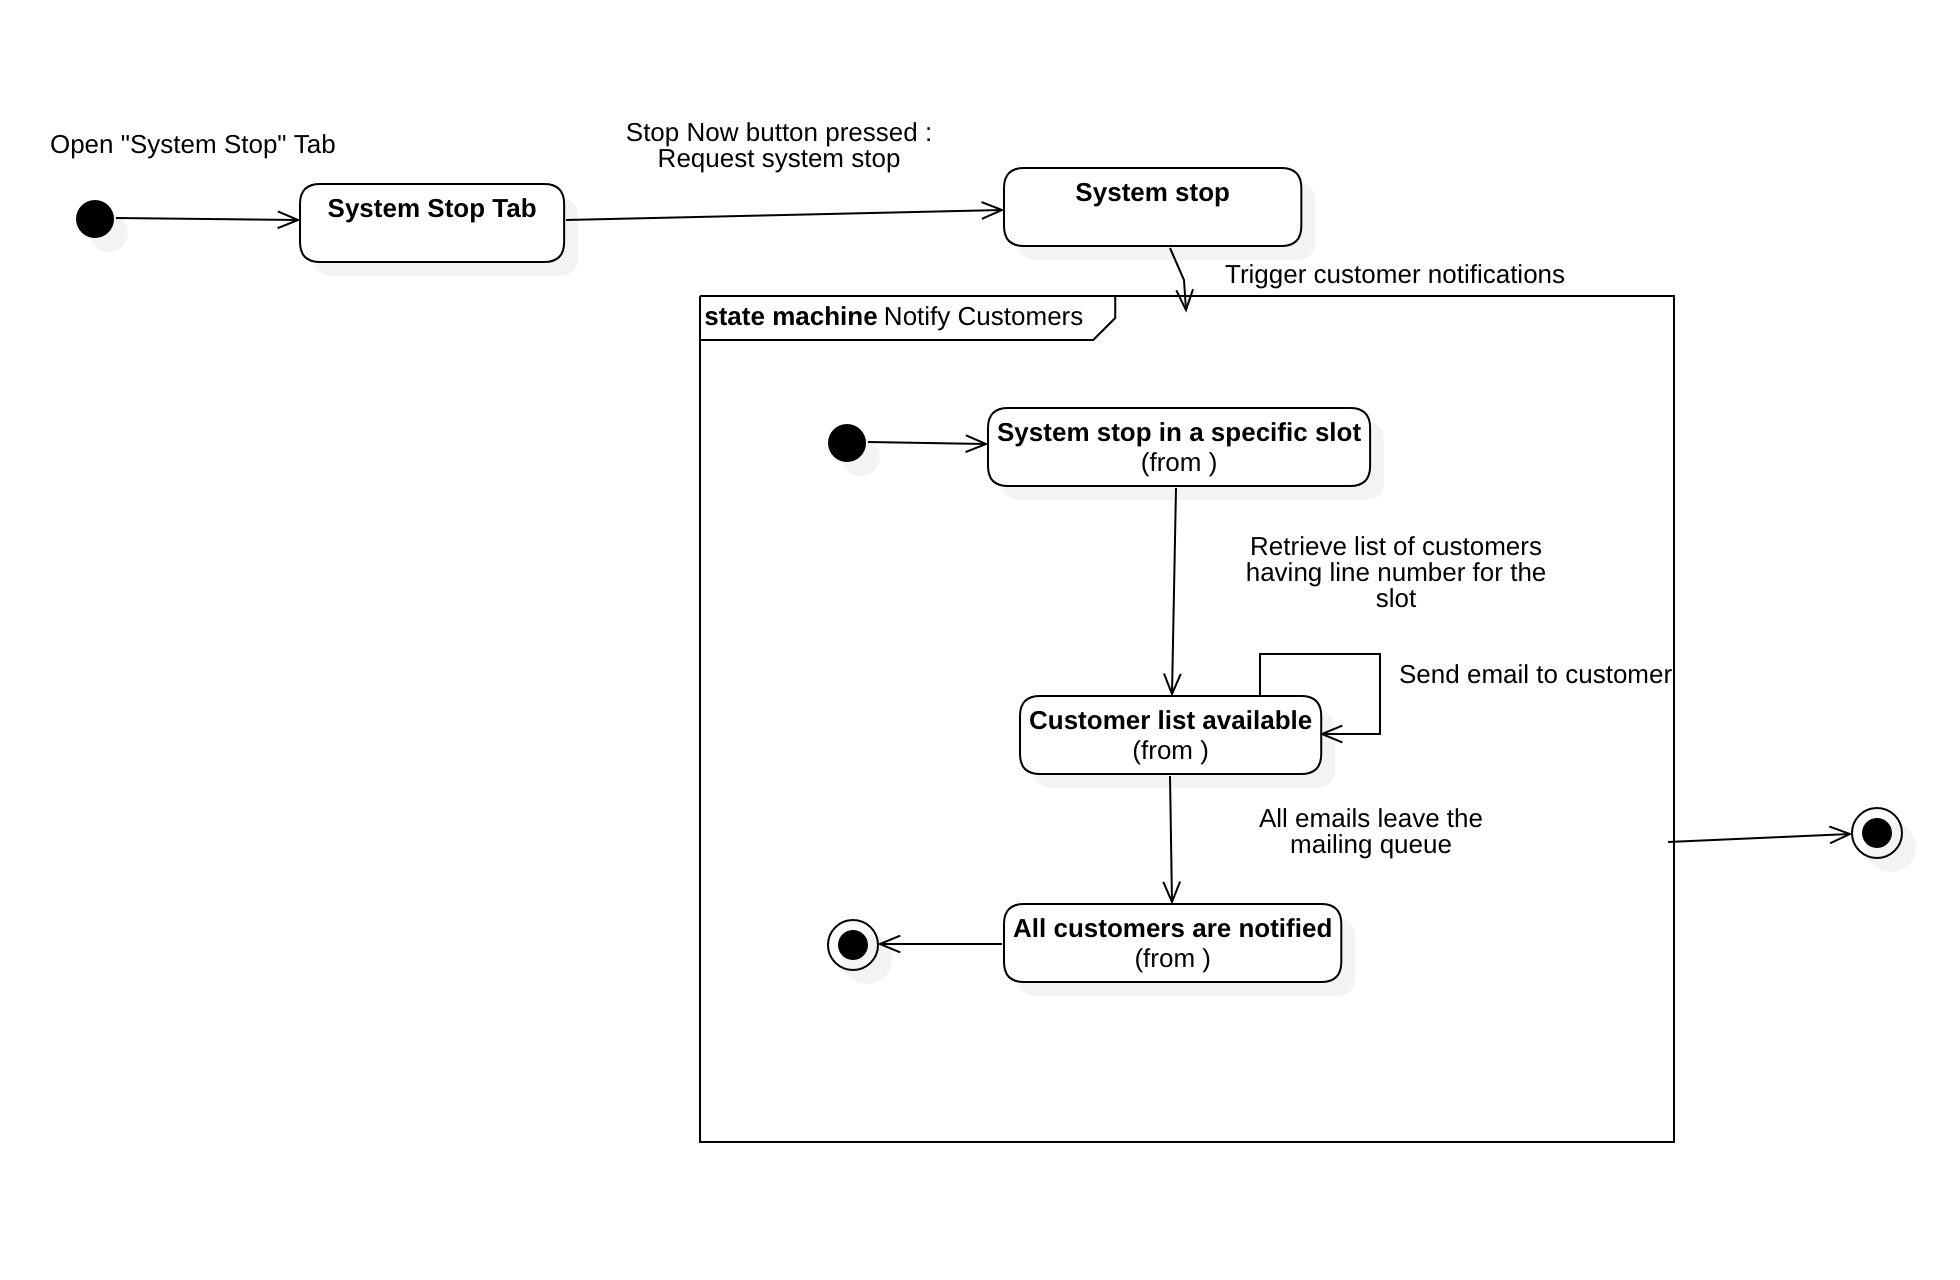 Open "System Stop" Tab
Stop Now button pressed :
Request system stop
System Stop Tab
System stop
Trigger customer notifications
state machine Notify Customers
System stop in a specific slot
(from )
Retrieve list of customers
having line number for the
slot
Send email to customer
Customer list available
(from )
All emails leave the
mailing queue
All customers are notified
(from )